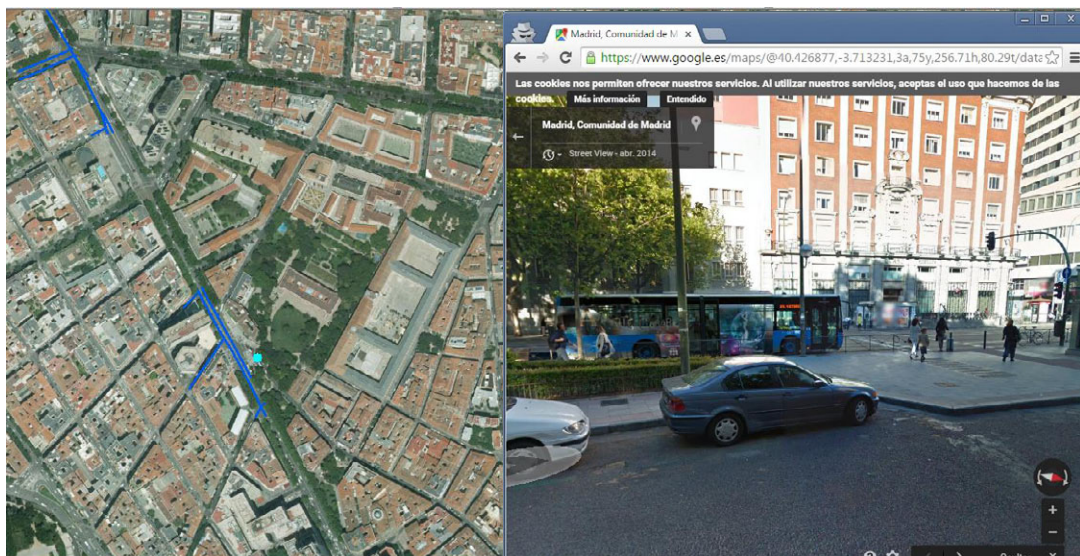 Madrid, Comunidad de M
https://www.google.es/maps/@40.426877,-3.713231,3a,75y,256.71h,80.29t/data
Las cookies nos permiten ofrecer nuestros servicios. Al utilizar nuestros servicios, aceptas el uso que hacemos de las
cookies. Más información Entendido
Madrid, Comunidad de Madrid
Street View - abr. 2014